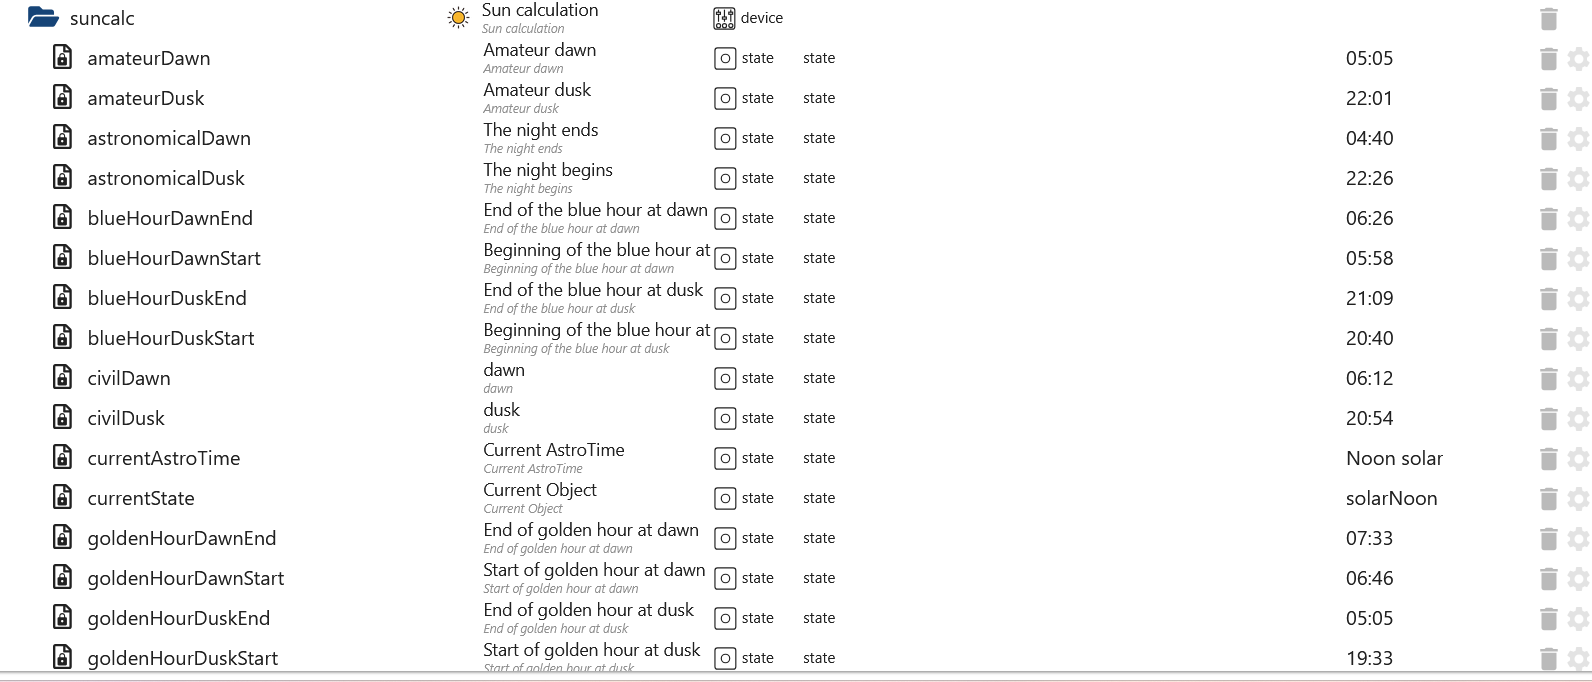 suncalc Sun calculation device
Sun calculation
amateurDawn Amateur dawn state state 05:05
Amateur dawn
amateurDusk Amateur dusk state state 22:01
Amateur dusk
astronomicalDawn The night ends state state 04:40
The night ends
astronomicalDusk The night begins state state 22:26
The night begins
blueHourDawnEnd End of the blue hour at dawn state state 06:26
End of the blue hour at dawn
blueHourDawnStart Beginning of the blue hour at state state 05:58
Beginning of the blue hour at dawn
blueHourDuskEnd End of the blue hour at dusk state state 21:09
End of the blue hour at dusk
blueHourDuskStart Beginning of the blue hour at state state 20:40
Beginning of the blue hour at dusk
civilDawn dawn state state 06:12
dawn
civilDusk dusk state state 20:54
dusk
currentAstroTime Current AstroTime state state Noon solar
Current AstroTime
currentState Current Object state state solarNoon
Current Object
goldenHourDawnEnd End of golden hour at dawn state state 07:33
End of golden hour at dawn
goldenHourDawnStart Start of golden hour at dawn state state 06:46
Start of golden hour at dawn
goldenHourDuskEnd End of golden hour at dusk state state 05:05
End of golden hour at dusk
goldenHourDuskStart Start of golden hour at dusk state state 19:33
Start of golden hour at dusk